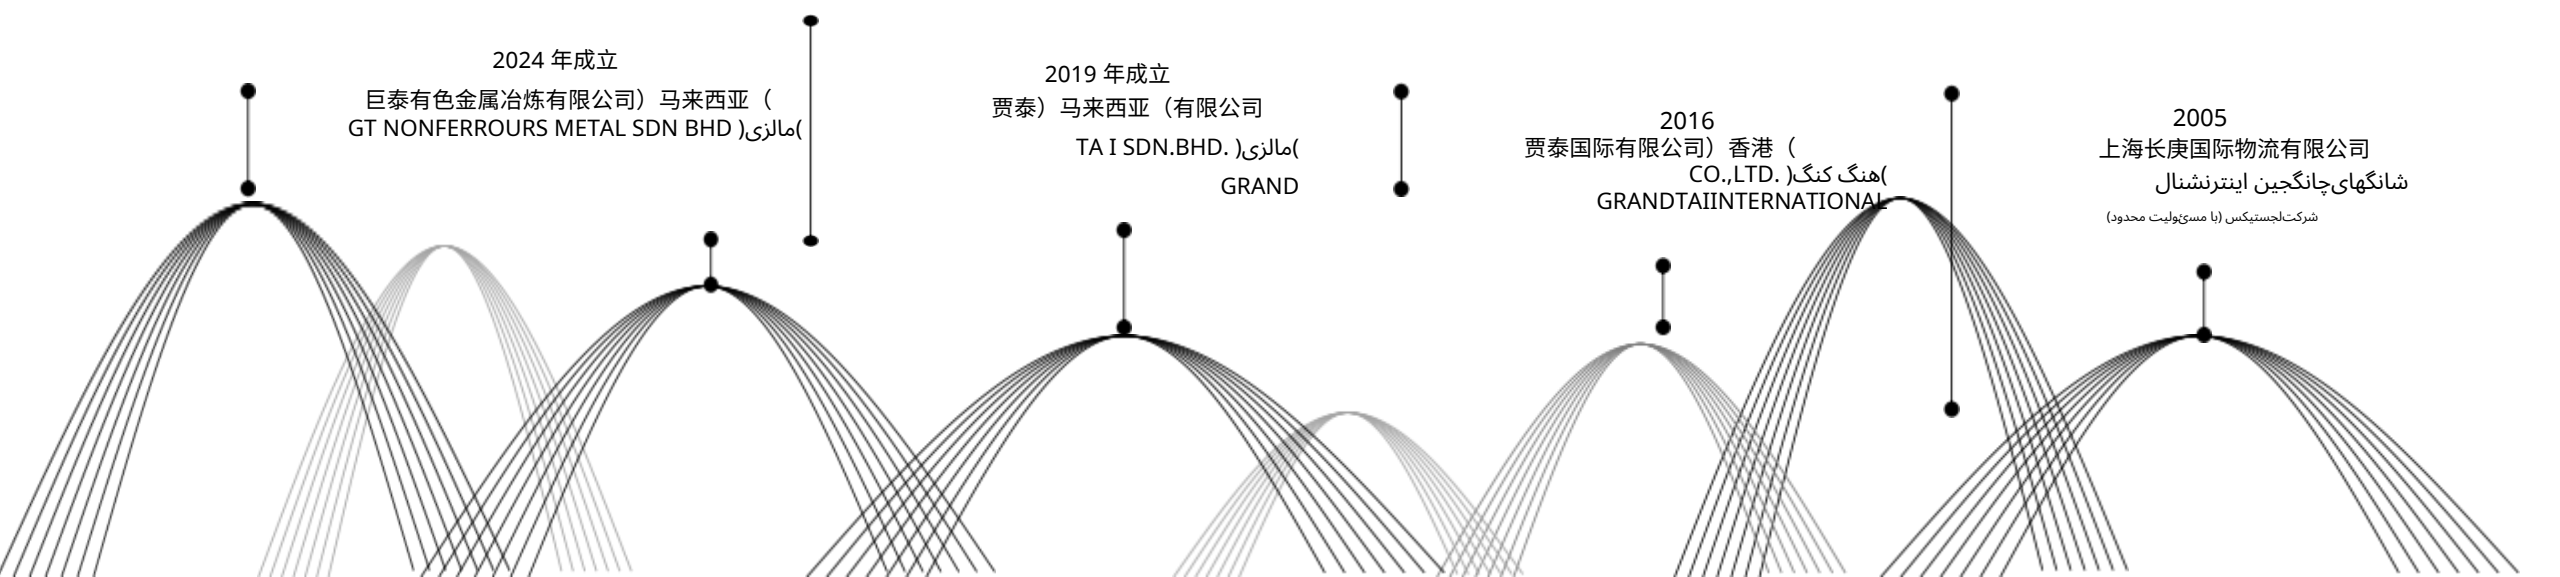 2024 年成立
巨泰有色金属冶炼有限公司）马来西亚（
GT NONFERROURS METAL SDN BHD )مالزی(
2019 年成立
贾泰）马来西亚（有限公司
TA I SDN.BHD. )مالزی(
GRAND
2016
贾泰国际有限公司）香港（
CO.,LTD. )هنگ کنگ(
GRANDTAIINTERNATIONAL
2005
上海长庚国际物流有限公司
شانگهای‌چانگجین اینترنشنال
شرکت‌لجستیکس (با مسئولیت محدود)